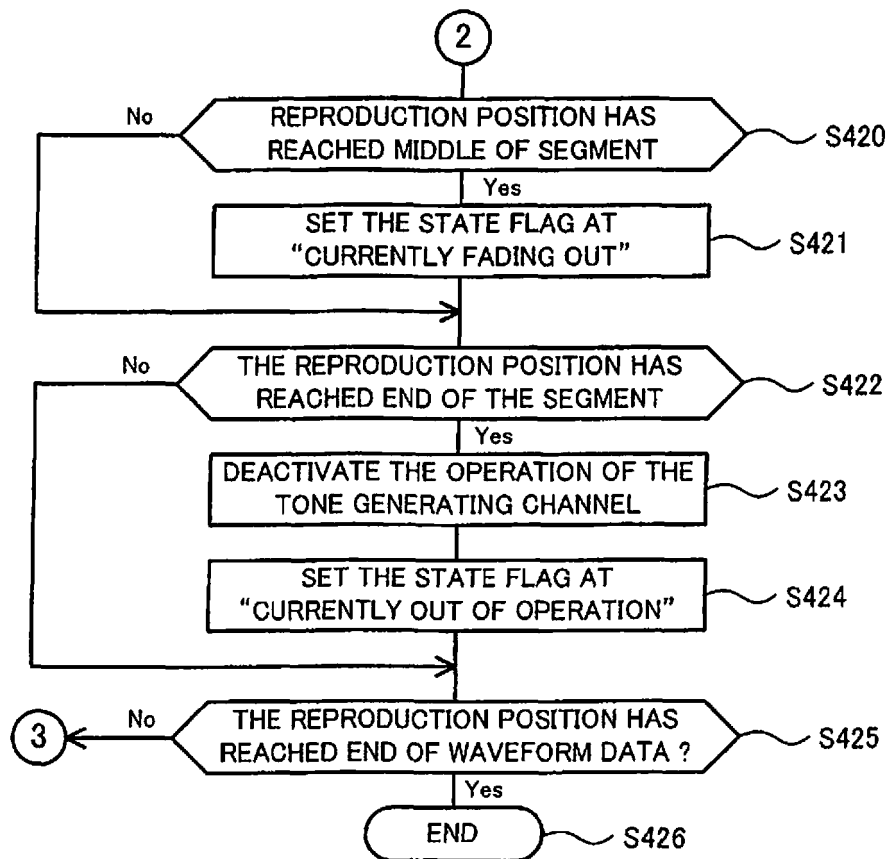 2
No
REPRODUCTION POSITION HAS
REACHED MIDDLE OF SEGMENT
S420
Yes
SET THE STATE FLAG AT
“CURRENTLY FADING OUT”
S421
No
THE REPRODUCTION POSITION HAS
REACHED END OF THE SEGMENT
S422
Yes
DEACTIVATE THE OPERATION OF THE
TONE GENERATING CHANNEL
S423
SET THE STATE FLAG AT
“CURRENTLY OUT OF OPERATION”
S424
3
No
THE REPRODUCTION POSITION HAS
REACHED END OF WAVEFORM DATA ?
S425
Yes
END
S426